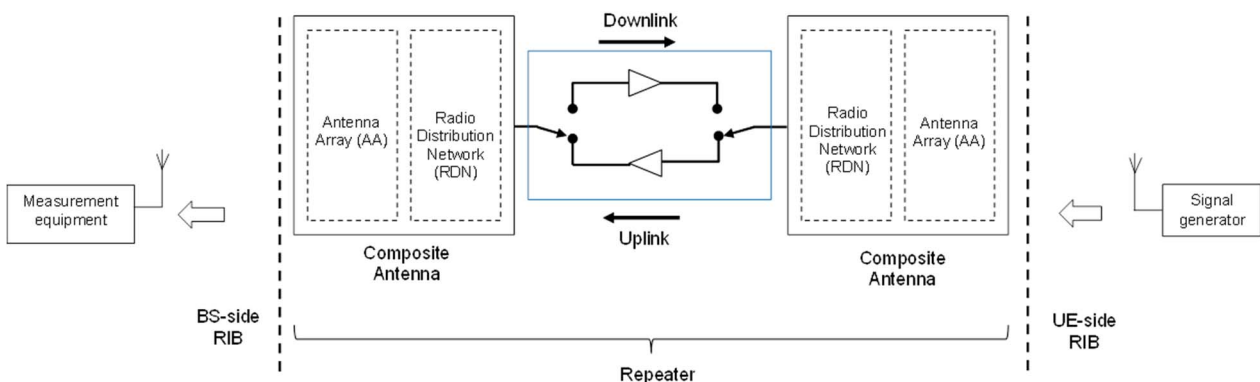 Downlink
Antenna
Array (AA)
Radio
Distribution
Network
(RDN)
Radio
Distribution
Network
(RDN)
Antenna
Array (AA)
Measurement
equipment
Signal
generator
Uplink
Composite
Antenna
Composite
Antenna
BS-side
RIB
UE-side
RIB
Repeater